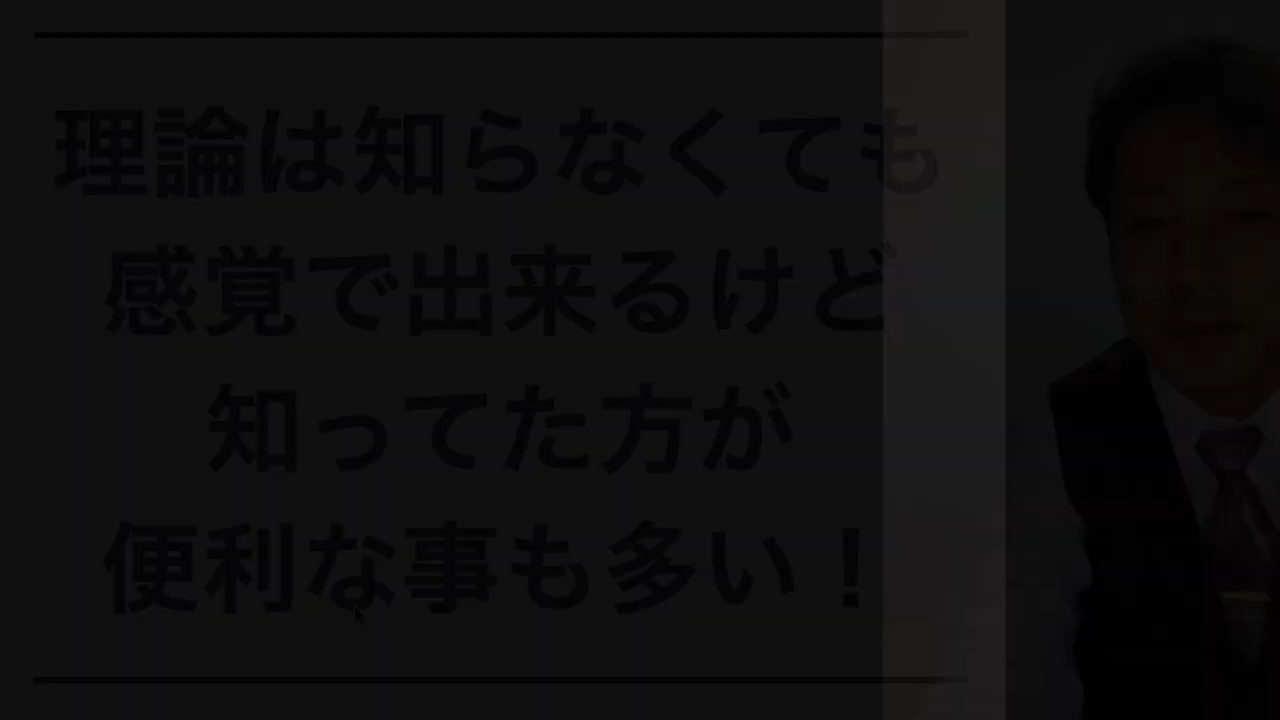 理論は知らなくても
感覚で出来るけど
知ってた方が
便利な事も多い！